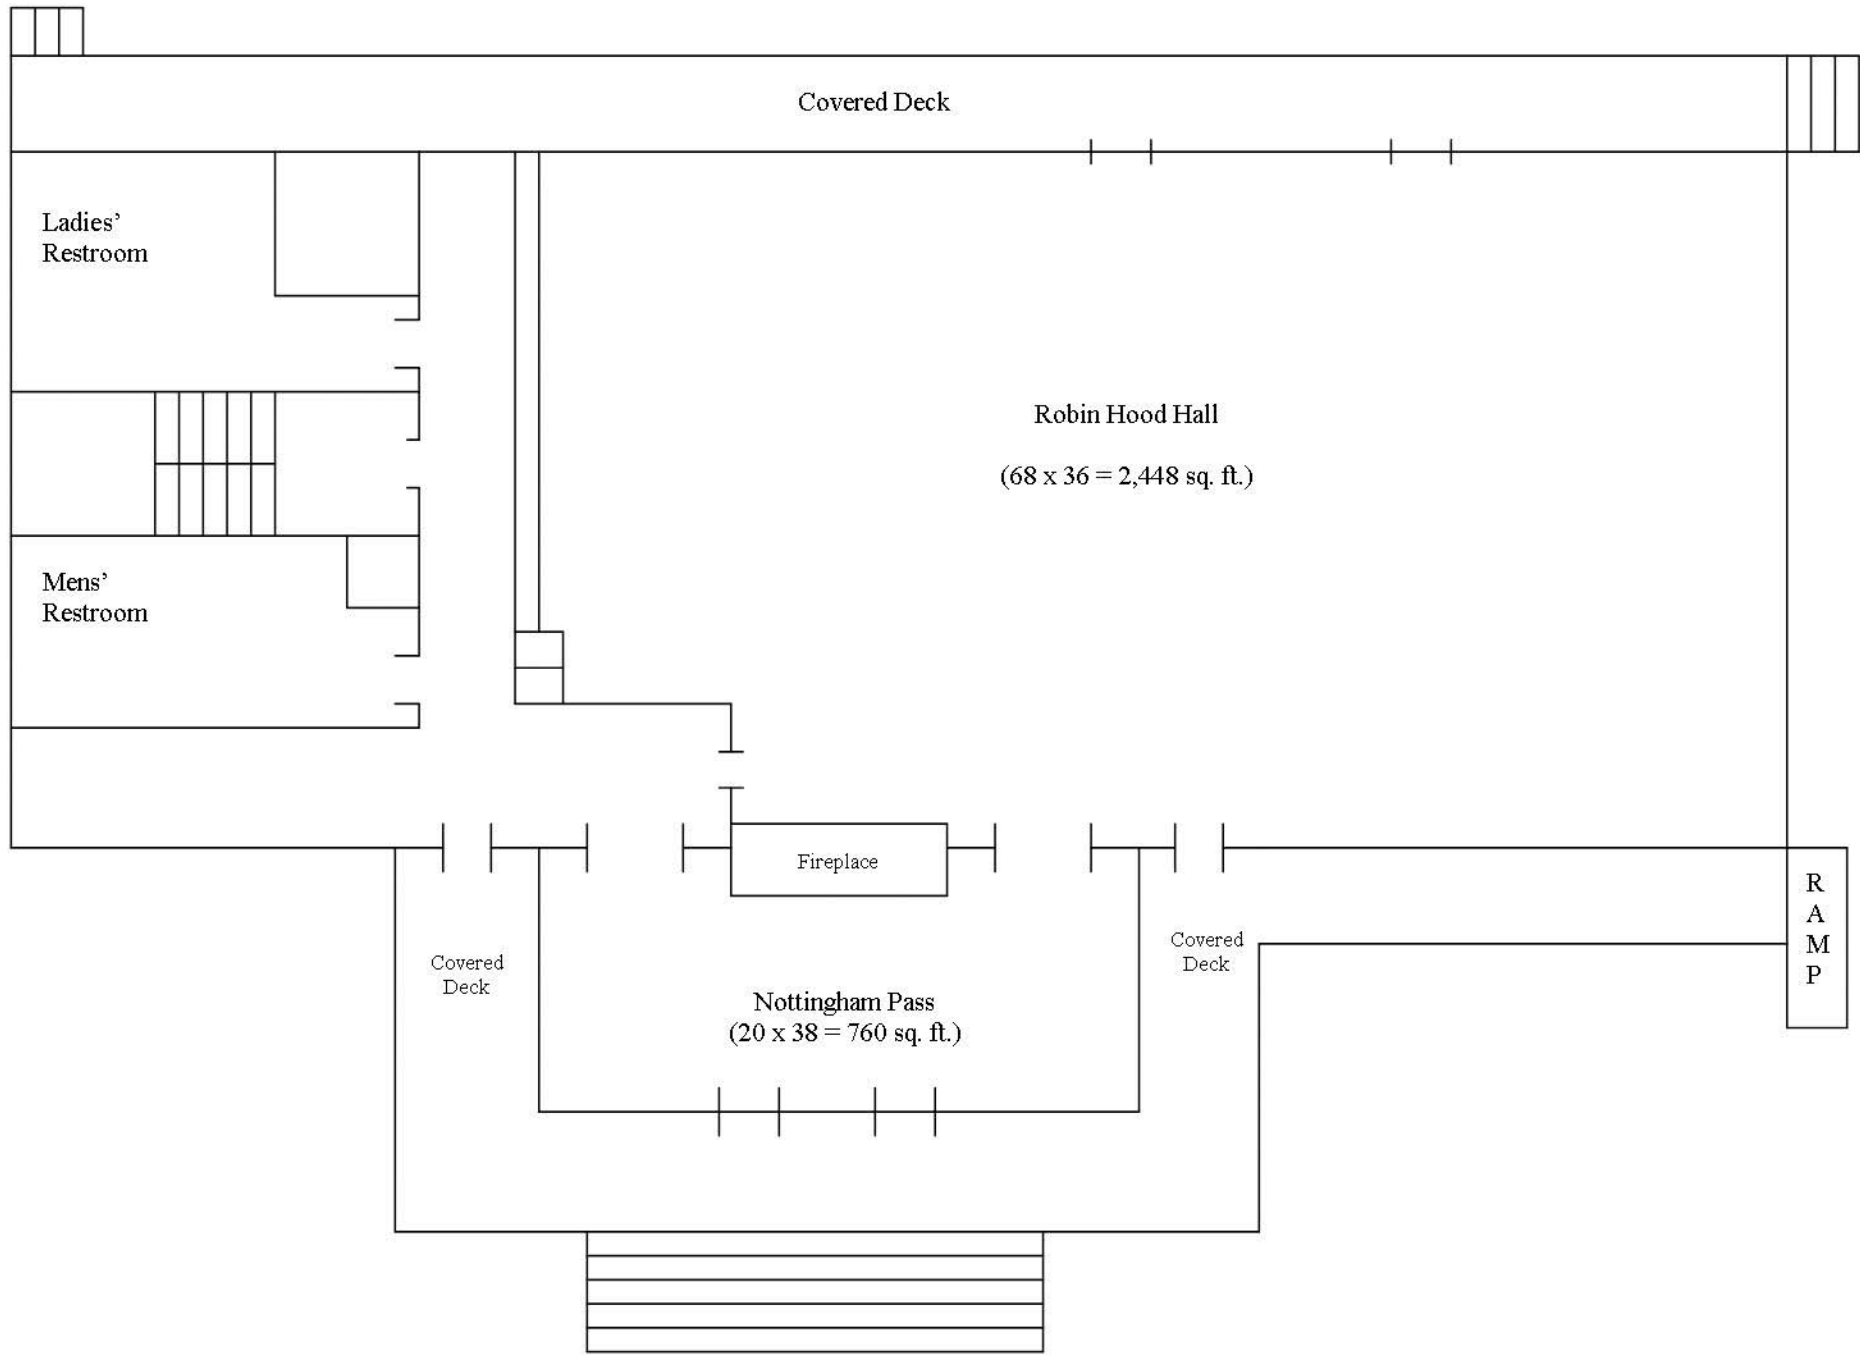 Covered Deck
Ladies’
Restroom
Robin Hood Hall
(68 x 36 = 2,448 sq. ft.)
Mens’
Restroom
Fireplace
R
A
M
P
Covered
Deck
Covered
Deck
Nottingham Pass
(20 x 38 = 760 sq. ft.)